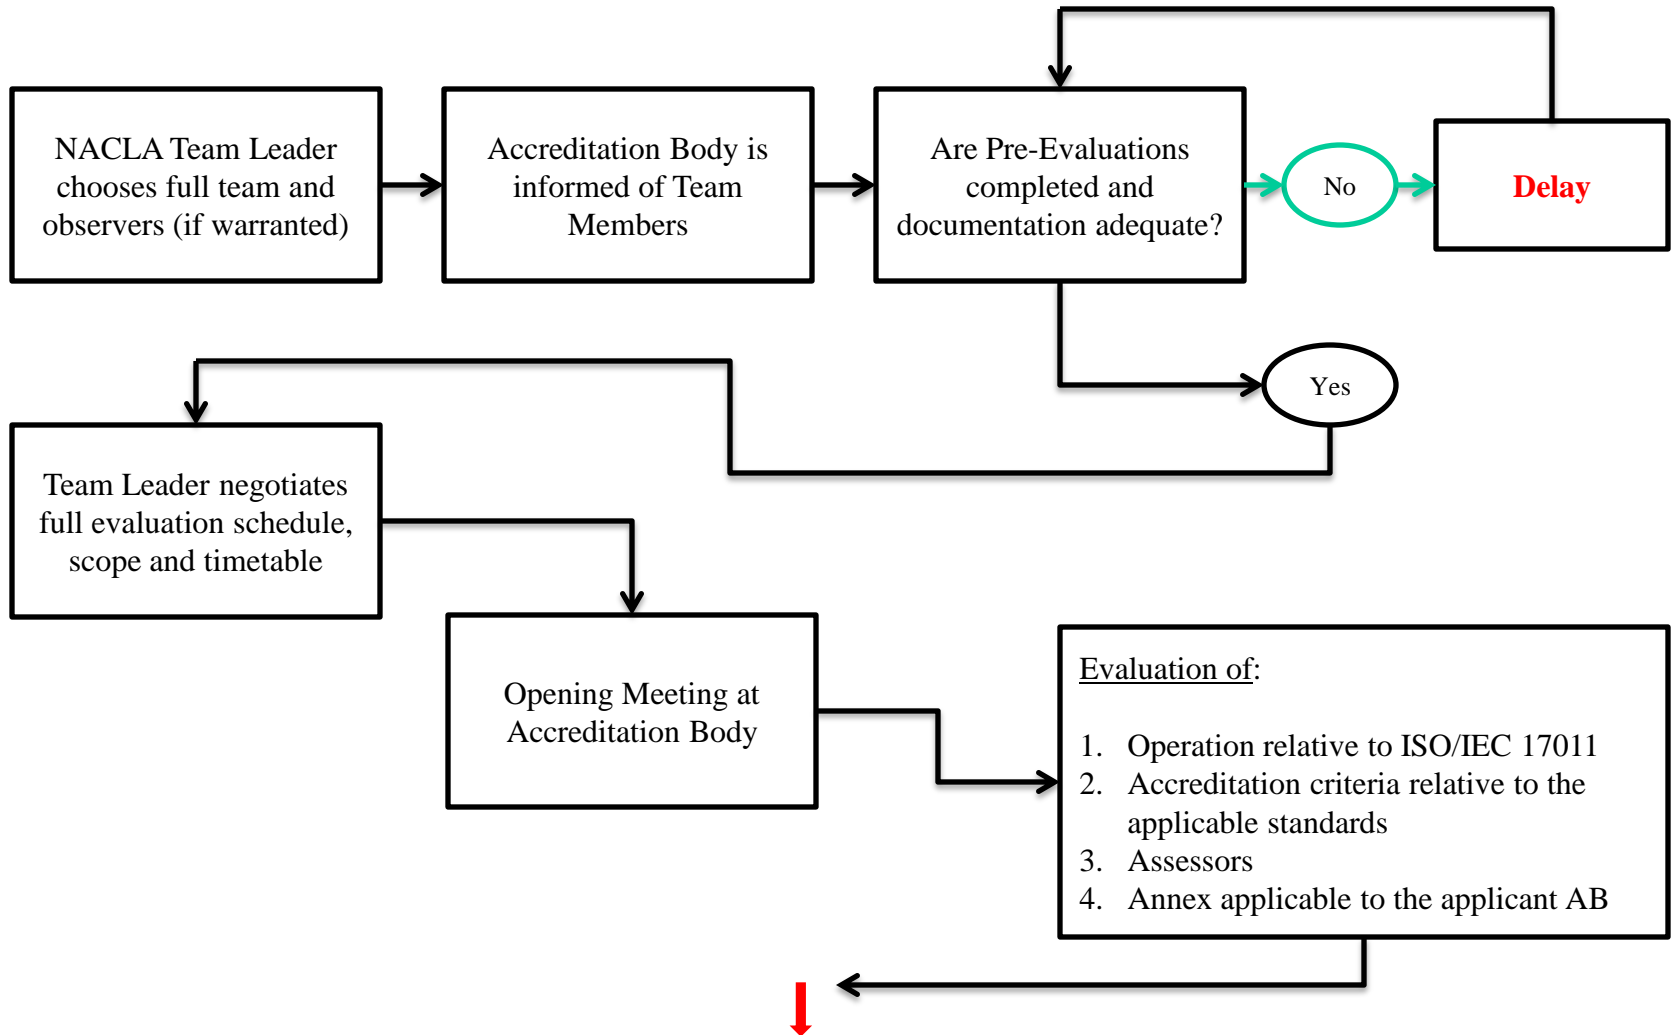 NACLA Team Leader
chooses full team and
observers (if warranted)
Accreditation Body is
informed of Team
Members
Are Pre-Evaluations
completed and
documentation adequate?
No
Delay
Yes
Team Leader negotiates
full evaluation schedule,
scope and timetable
Opening Meeting at
Accreditation Body
Evaluation of:
1. Operation relative to ISO/IEC 17011
2. Accreditation criteria relative to the
applicable standards
3. Assessors
4. Annex applicable to the applicant AB